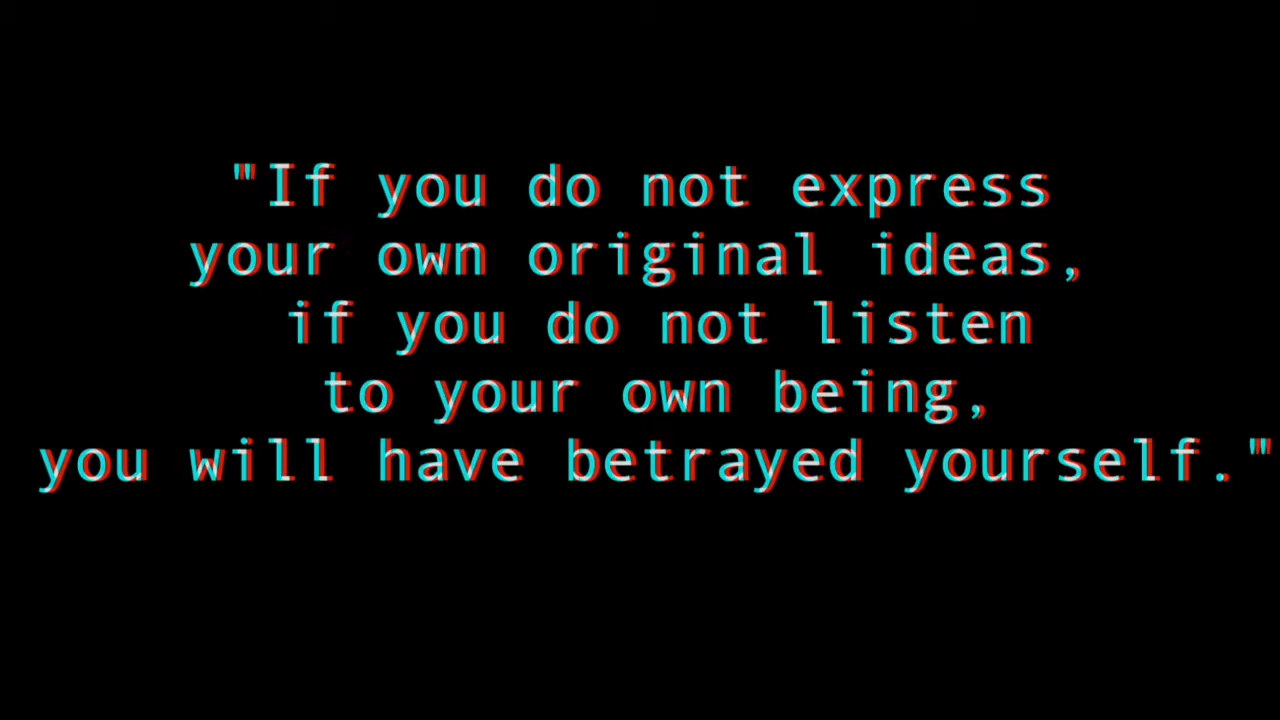 "If you do not express
your own original ideas,
if you do not listen
to your own being,
you will have betrayed yourself."